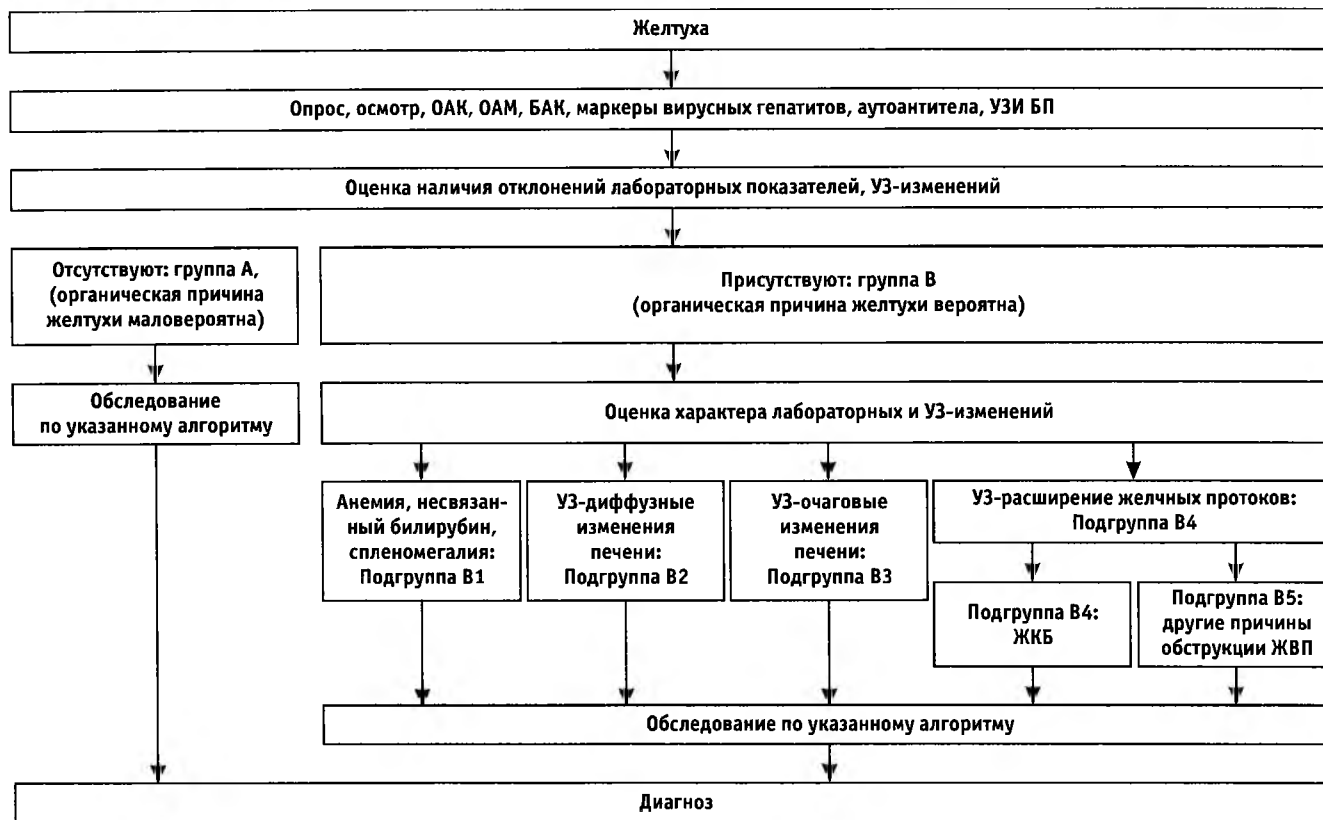 Желтуха
Опрос, осмотр, ОАК, ОАМ, БАК, маркеры вирусных гепатитов, аутоантитела, УЗИ БП
Оценка наличия отклонений лабораторных показателей, УЗ-изменений
Отсутствуют: группа А,
(органическая причина
желтухи маловероятна)
Присутствуют: группа В
(органическая причина желтухи вероятна)
Обследование
по указанному алгоритму
Оценка характера лабораторных и УЗ-изменений
Анемия, несвязан-
ный билирубин,
спленомегалия:
Подгруппа В1
УЗ-диффузные
изменения
печени:
Подгруппа В2
УЗ-очаговые
изменения
печени:
Подгруппа В3
УЗ-расширение желчных протоков:
Подгруппа В4
Подгруппа В4:
ЖКБ
Подгруппа В5:
другие причины
обструкции ЖВП
Обследование по указанному алгоритму
Диагноз